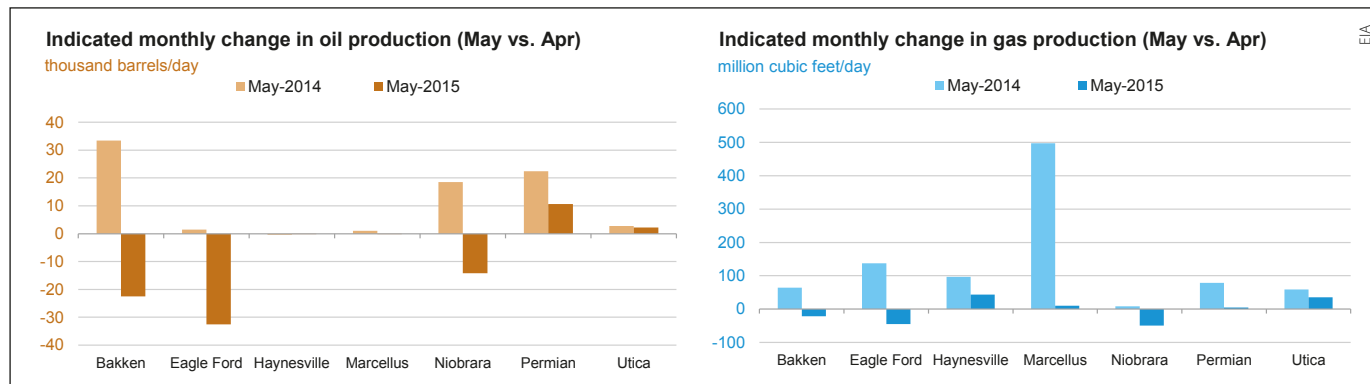 Indicated monthly change in oil production (May vs. Apr)
thousand barrels/day
May-2014 May-2015
40
30
20
10
0
-10
-20
-30
-40
Bakken Eagle Ford Haynesville Marcellus Niobrara Permian Utica
Indicated monthly change in gas production (May vs. Apr)
million cubic feet/day
May-2014 May-2015
600
500
400
300
200
100
0
-100
Bakken Eagle Ford Haynesville Marcellus Niobrara Permian Utica
EIA